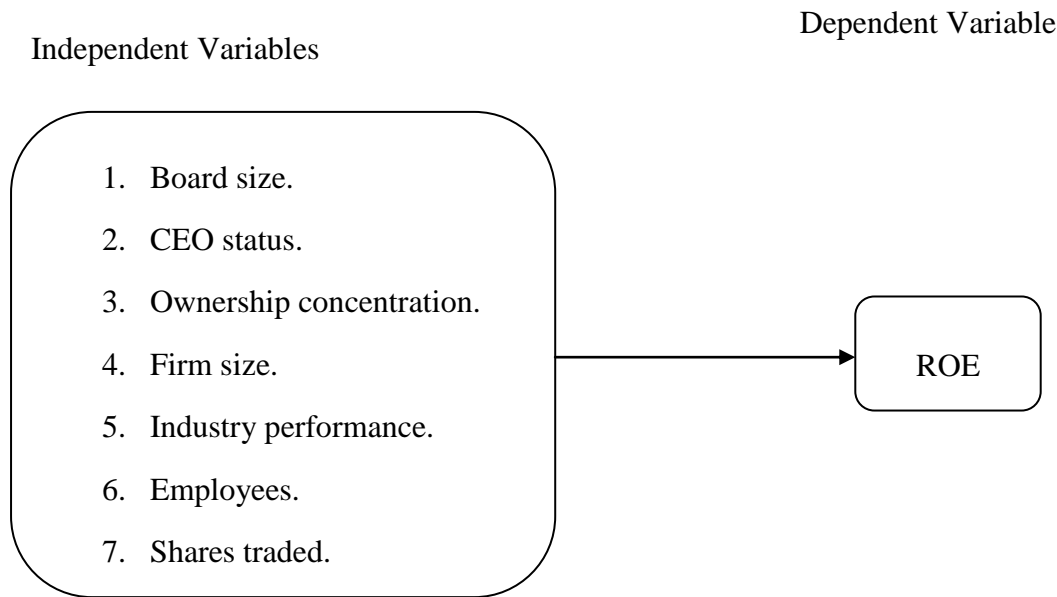 Dependent Variable
Independent Variables
1. Board size.
2. CEO status.
3. Ownership concentration.
4. Firm size.
5. Industry performance.
6. Employees.
7. Shares traded.
ROE